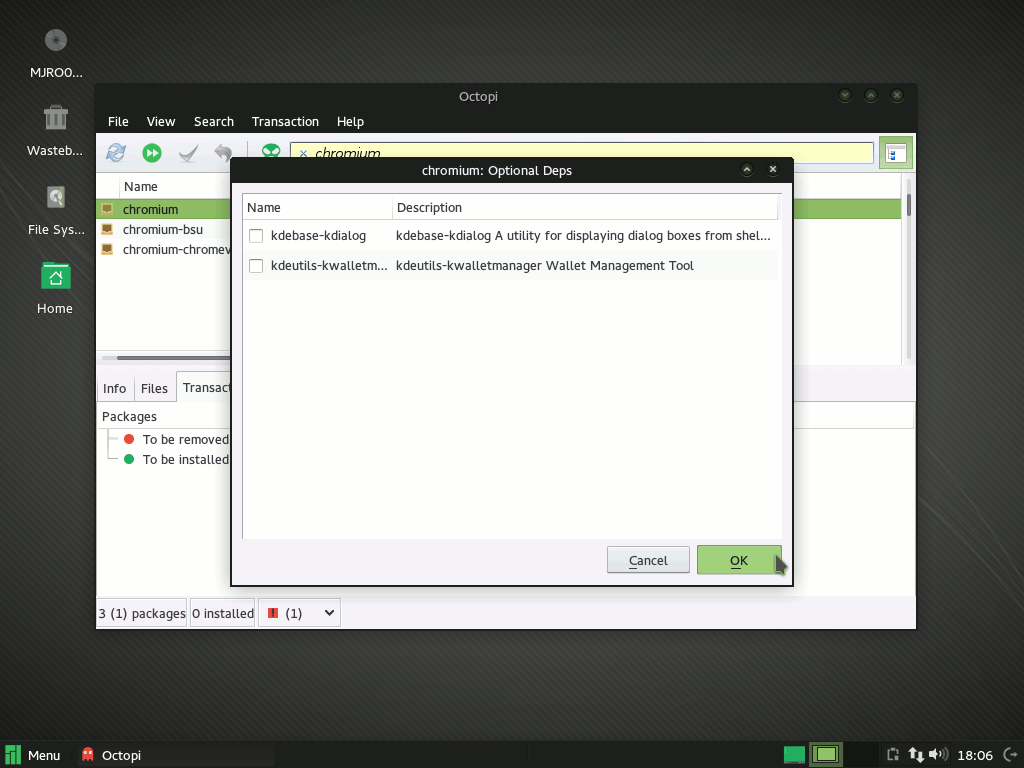 MJRO0...
Wasteb...
File Sys...
Home
Octopi
File View Search Transaction Help
chromium
Name
chromium
chromium-bsu
chromium-chromev
Info Files Transact
Packages
To be removed
To be installed
3 (1) packages 0 installed (1)
chromium: Optional Deps
Name Description
kdebase-kdialog kdebase-kdialog A utility for displaying dialog boxes from shel...
kdeutils-kwalletm... kdeutils-kwalletmanager Wallet Management Tool
Cancel OK
Menu Octopi 18:06